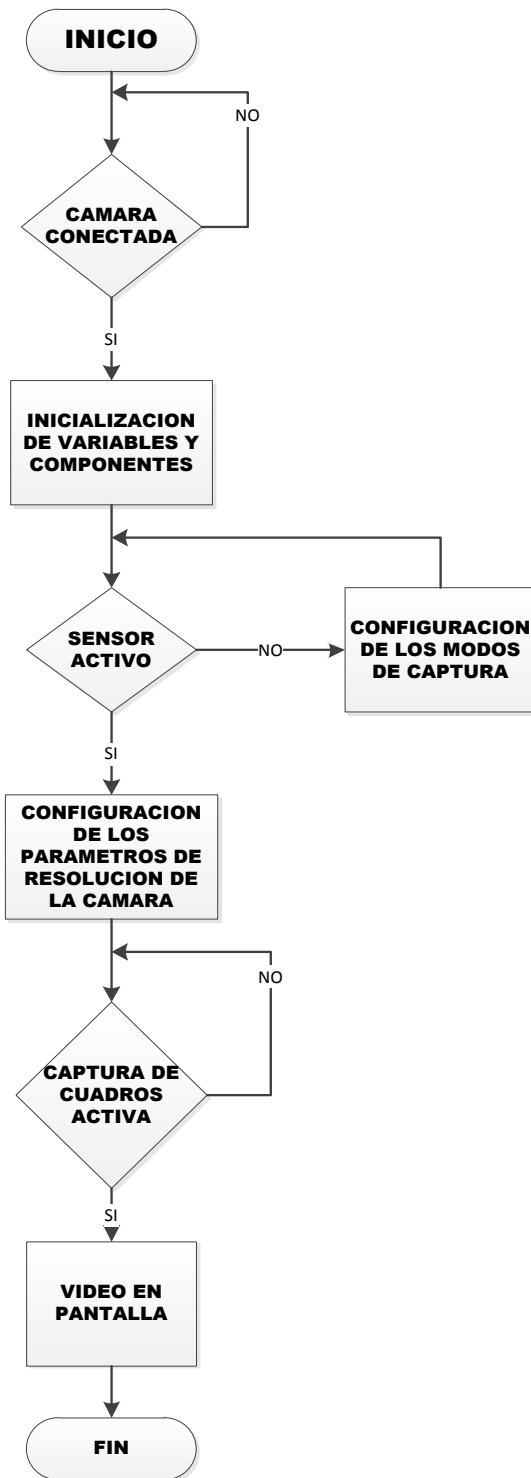 INICIO
NO
CAMARA
CONECTADA
SI
INICIALIZACION
DE VARIABLES Y
COMPONENTES
SENSOR
ACTIVO
NO
CONFIGURACION
DE LOS MODOS
DE CAPTURA
SI
CONFIGURACION
DE LOS
PARAMETROS DE
RESOLUCION DE
LA CAMARA
NO
CAPTURA DE
CUADROS
ACTIVA
SI
VIDEO EN
PANTALLA
FIN